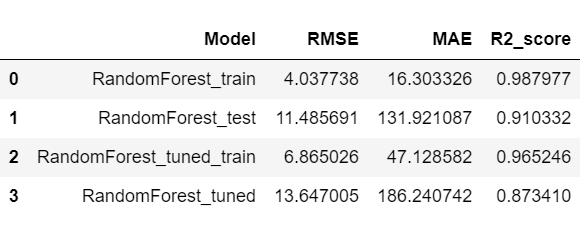 Model RMSE MAE R2_score
0 RandomForest_train 4.037738 16.303326 0.987977
1 RandomForest_test 11.485691 131.921087 0.910332
2 RandomForest_tuned_train 6.865026 47.128582 0.965246
3 RandomForest_tuned 13.647005 186.240742 0.873410